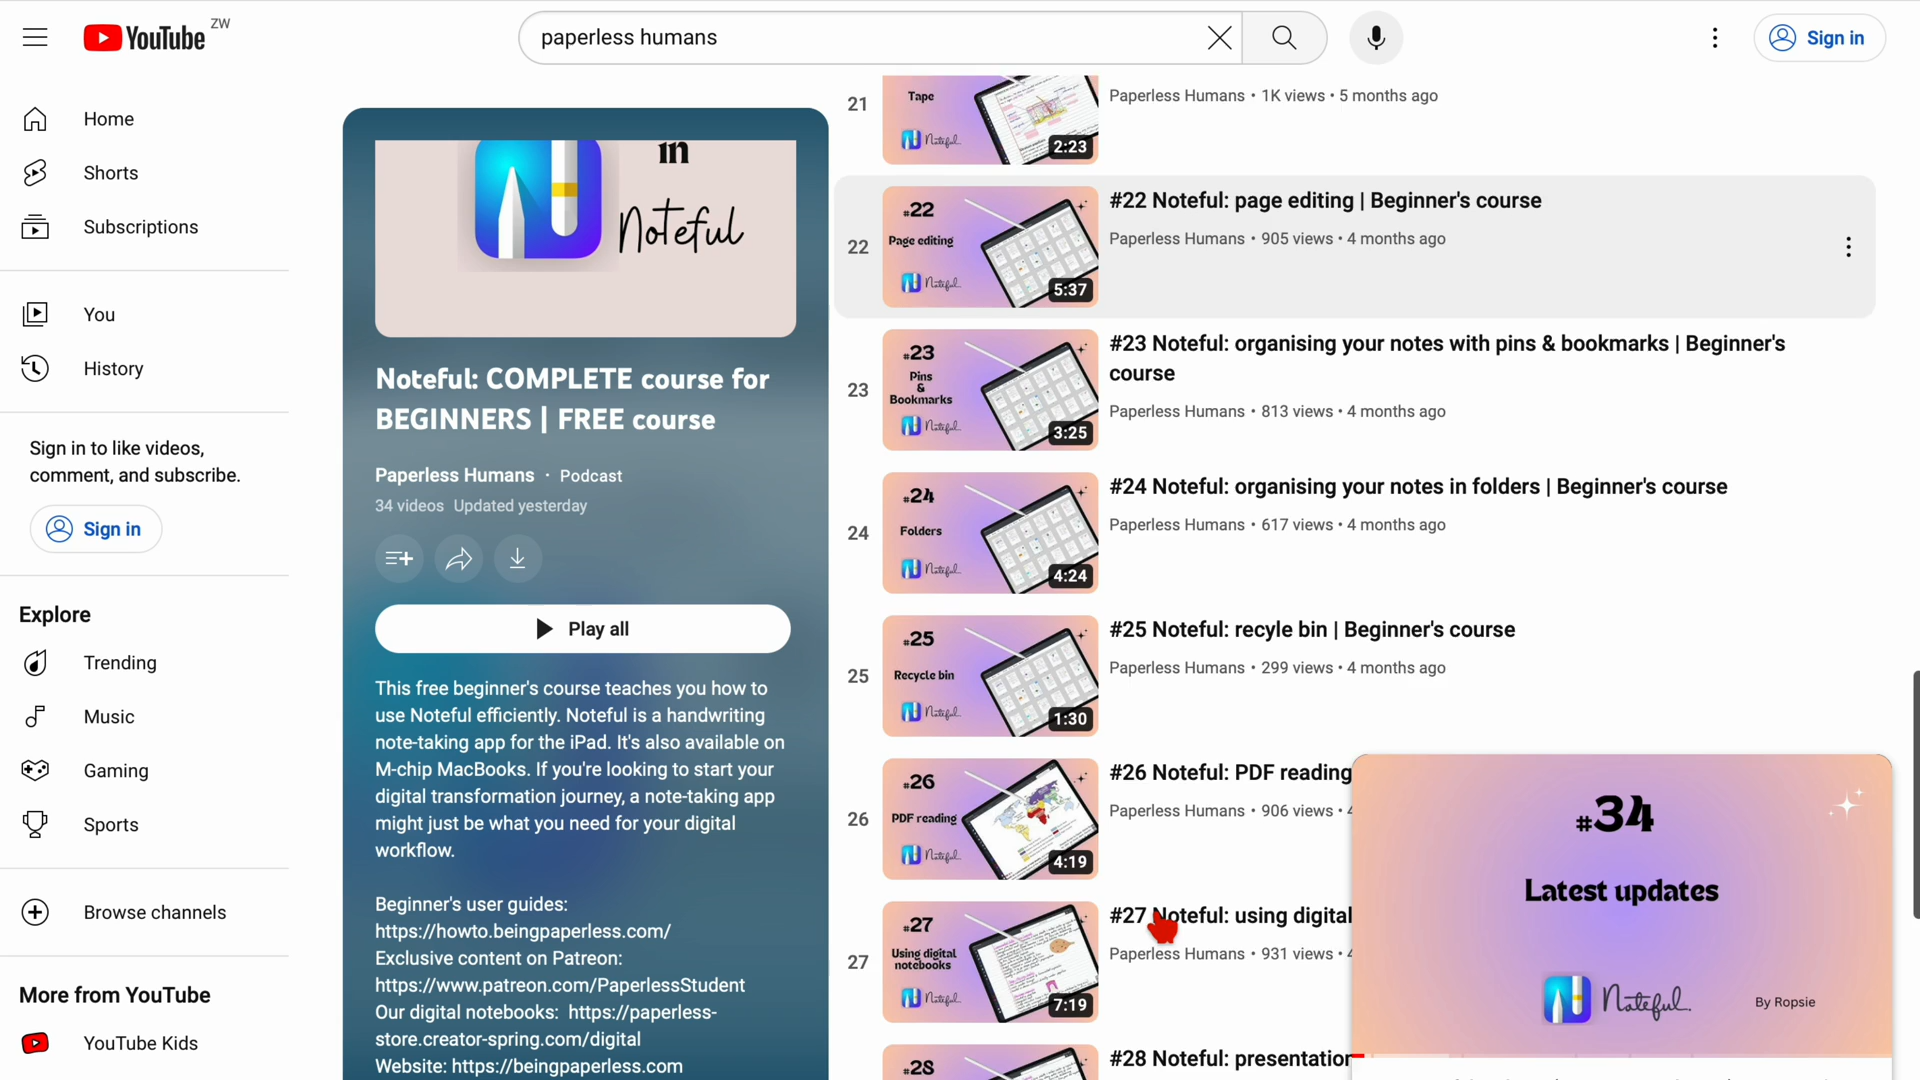 YouTube ZW
paperless humans
Sign in
Home
Shorts
Subscriptions
You
History
Sign in to like videos,
comment, and subscribe.
Sign in
Explore
Trending
Music
Gaming
Sports
Browse channels
More from YouTube
YouTube Kids
in
Noteful
Noteful: COMPLETE course for
BEGINNERS | FREE course
Paperless Humans · Podcast
34 videos Updated yesterday
Play all
This free beginner's course teaches you how to
use Noteful efficiently. Noteful is a handwriting
note-taking app for the iPad. It's also available on
M-chip MacBooks. If you're looking to start your
digital transformation journey, a note-taking app
might just be what you need for your digital
workflow.
Beginner's user guides:
https://howto.beingpaperless.com/
Exclusive content on Patreon:
https://www.patreon.com/PaperlessStudent
Our digital notebooks: https://paperless-
store.creator-spring.com/digital
Website: https://beingpaperless.com
21
Tape
Noteful
2:23
Paperless Humans • 1K views • 5 months ago
22
#22
Page editing
Noteful
5:37
#22 Noteful: page editing | Beginner's course
Paperless Humans • 905 views • 4 months ago
23
#23
Pins
&
Bookmarks
Noteful
3:25
#23 Noteful: organising your notes with pins & bookmarks | Beginner's
course
Paperless Humans • 813 views • 4 months ago
24
#24
Folders
Noteful
4:24
#24 Noteful: organising your notes in folders | Beginner's course
Paperless Humans • 617 views • 4 months ago
25
#25
Recycle bin
Noteful
1:30
#25 Noteful: recyle bin | Beginner's course
Paperless Humans • 299 views • 4 months ago
26
#26
PDF reading
Noteful
4:19
#26 Noteful: PDF reading
Paperless Humans • 906 views •
27
#27
Using digital
notebooks
Noteful
7:19
#27 Noteful: using digital
Paperless Humans • 931 views •
#28
#28 Noteful: presentation
#34
Latest updates
Noteful.
By Ropsie